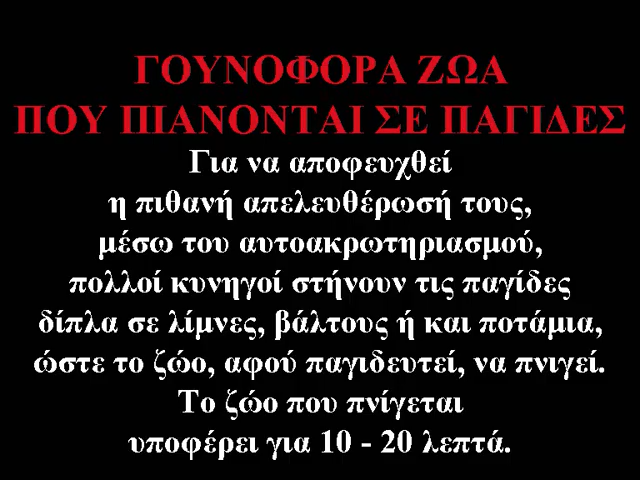 ΓΟΥΝΟΦΟΡΑ ΖΩΑ
ΠΟΥ ΠΙΑΝΟΝΤΑΙ ΣΕ ΠΑΓΙΔΕΣ
Για να αποφευχθεί
η πιθανή απελευθέρωσή τους,
μέσω του αυτοακρωτηριασμού,
πολλοί κυνηγοί στήνουν τις παγίδες
δίπλα σε λίμνες, βάλτους ή και ποτάμια,
ώστε το ζώο, αφού παγιδευτεί, να πνιγεί.
Το ζώο που πνίγεται
υποφέρει για 10 - 20 λεπτά.